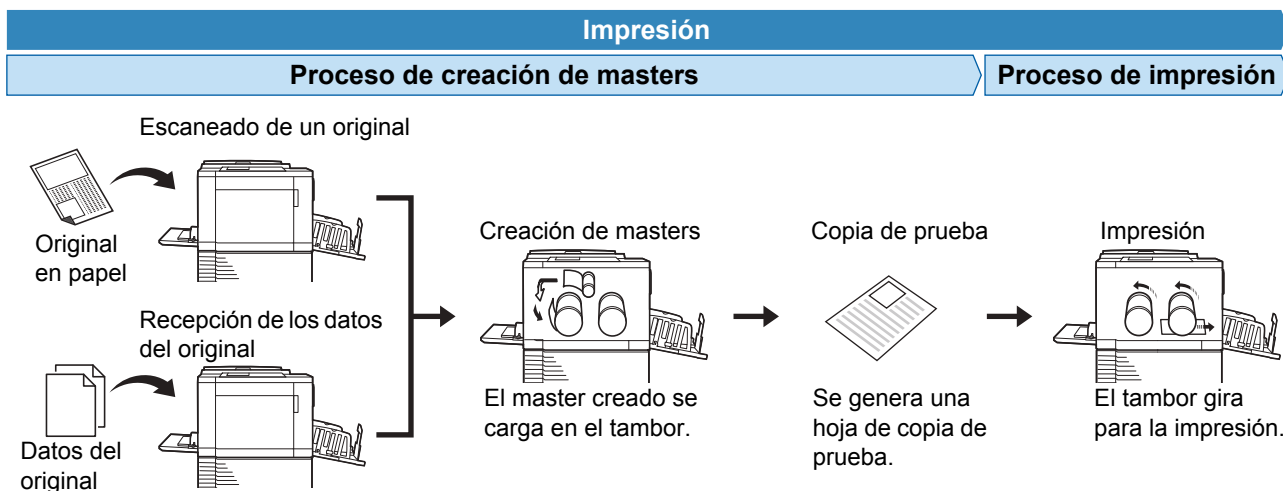 Impresión
Proceso de creación de masters
Proceso de impresión
Escaneado de un original
Original
en papel
Recepción de los datos
del original
Datos del
original
Creación de masters
El master creado se
carga en el tambor.
Copia de prueba
Se genera una
hoja de copia de
prueba.
Impresión
El tambor gira
para la impresión.